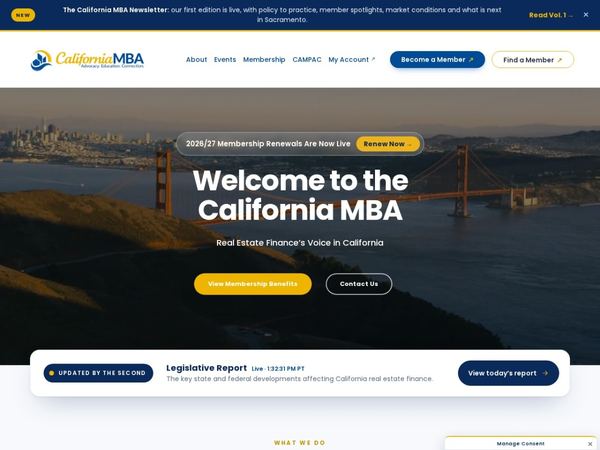 NEW
The California MBA Newsletter: our first edition is live, with policy to practice, member spotlights, market conditions and what is next
in Sacramento.
Read Vol. 1 →
×
CaliforniaMBA
Advocacy Education Connection
About
Events
Membership
CAMPAC
My Account ↗
Become a Member ↗
Find a Member ↗
2026/27 Membership Renewals Are Now Live
Renew Now →
Welcome to the
California MBA
Real Estate Finance's Voice in California
View Membership Benefits
Contact Us
UPDATED BY THE SECOND
Legislative Report Live · 1:32:31 PM PT
The key state and federal developments affecting California real estate finance.
View today's report →
WHAT WE DO
Manage Consent
×